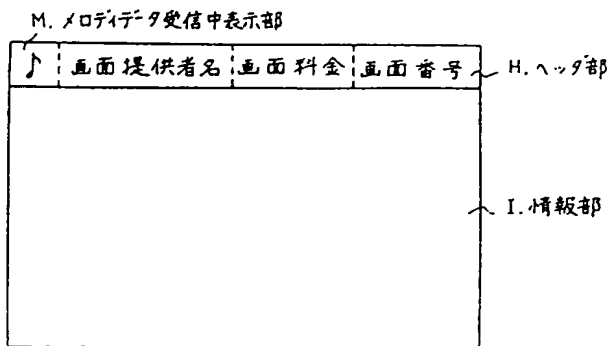 M. メロディデータ受信中表示部
♪ 画面提供者名 画面料金 画面番号
H. ヘッダ部
I. 情報部